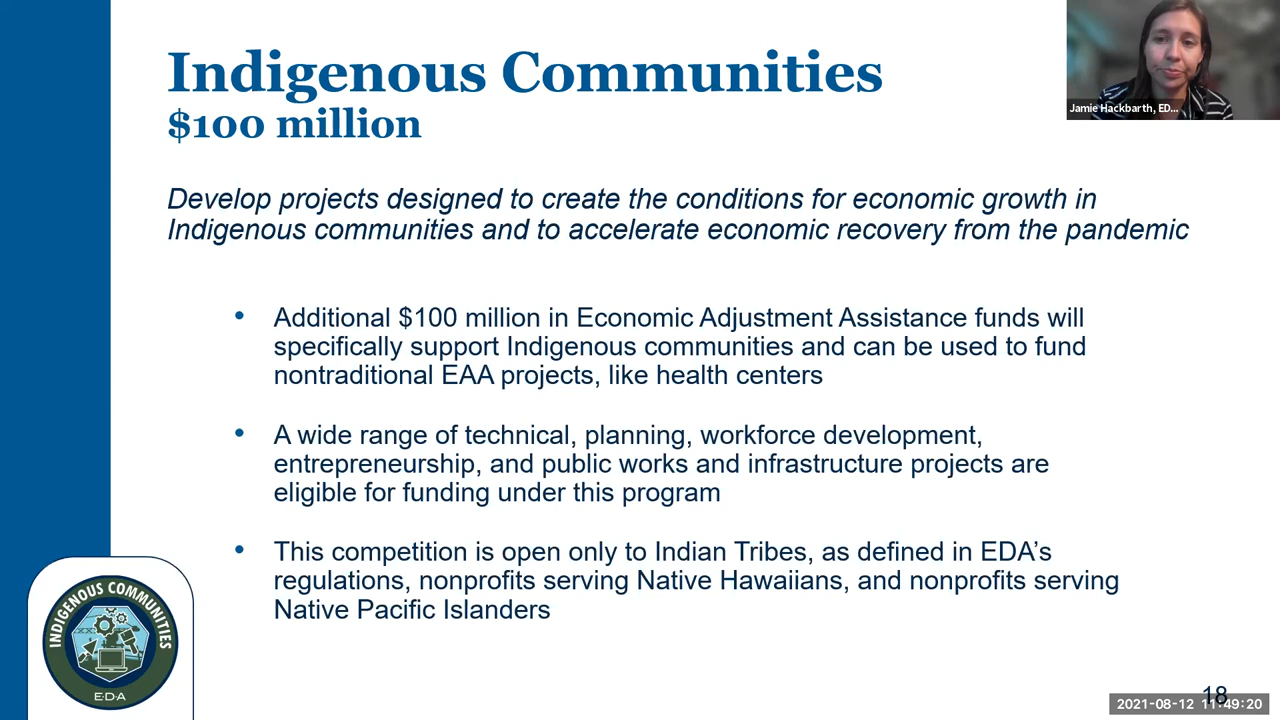 Indigenous Communities
$100 million
Jamie Hackbarth, ED...
Develop projects designed to create the conditions for economic growth in
Indigenous communities and to accelerate economic recovery from the pandemic
• Additional $100 million in Economic Adjustment Assistance funds will
specifically support Indigenous communities and can be used to fund
nontraditional EAA projects, like health centers
• A wide range of technical, planning, workforce development,
entrepreneurship, and public works and infrastructure projects are
eligible for funding under this program
• This competition is open only to Indian Tribes, as defined in EDA’s
regulations, nonprofits serving Native Hawaiians, and nonprofits serving
Native Pacific Islanders
INDIGENOUS COMMUNITIES
E·D·A
18
2021-08-12 11:49:20